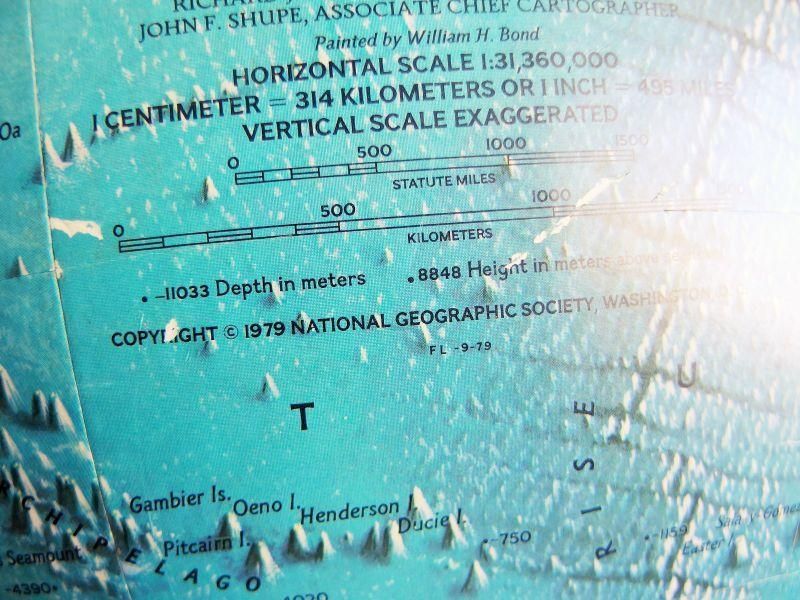 JOHN F. SHUPE, ASSOCIATE CHIEF CARTOGRAPHER
Painted by William H. Bond
HORIZONTAL SCALE 1:31,360,000
1 CENTIMETER = 314 KILOMETERS OR 1 INCH = 495 MILES
VERTICAL SCALE EXAGGERATED
0 500 1000 1500
STATUTE MILES
0 500 1000
KILOMETERS
-11033 Depth in meters
8848 Height in meters above
COPYRIGHT © 1979 NATIONAL GEOGRAPHIC SOCIETY, WASHINGTON, D.C.
FL -9-79
Oa
T
U
R I S E
Gambier Is.
Oeno I.
Henderson I.
Ducie I.
Pitcairn I.
-750
-1159
Easter I.
Seamount
-4390
RCHIPELAGO